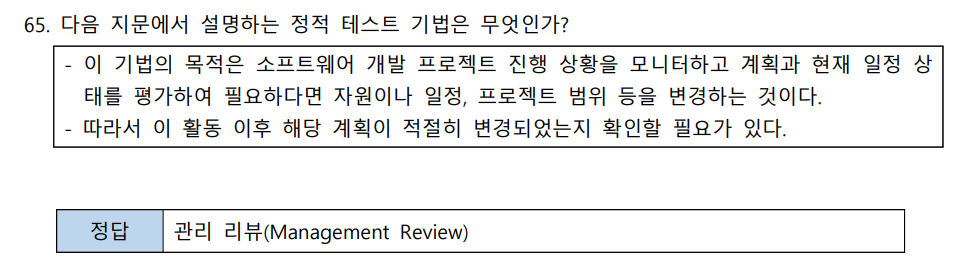 65. 다음 지문에서 설명하는 정적 테스트 기법은 무엇인가?
- 이 기법의 목적은 소프트웨어 개발 프로젝트 진행 상황을 모니터하고 계획과 현재 일정 상
태를 평가하여 필요하다면 자원이나 일정, 프로젝트 범위 등을 변경하는 것이다.
- 따라서 이 활동 이후 해당 계획이 적절히 변경되었는지 확인할 필요가 있다.
정답 관리 리뷰(Management Review)